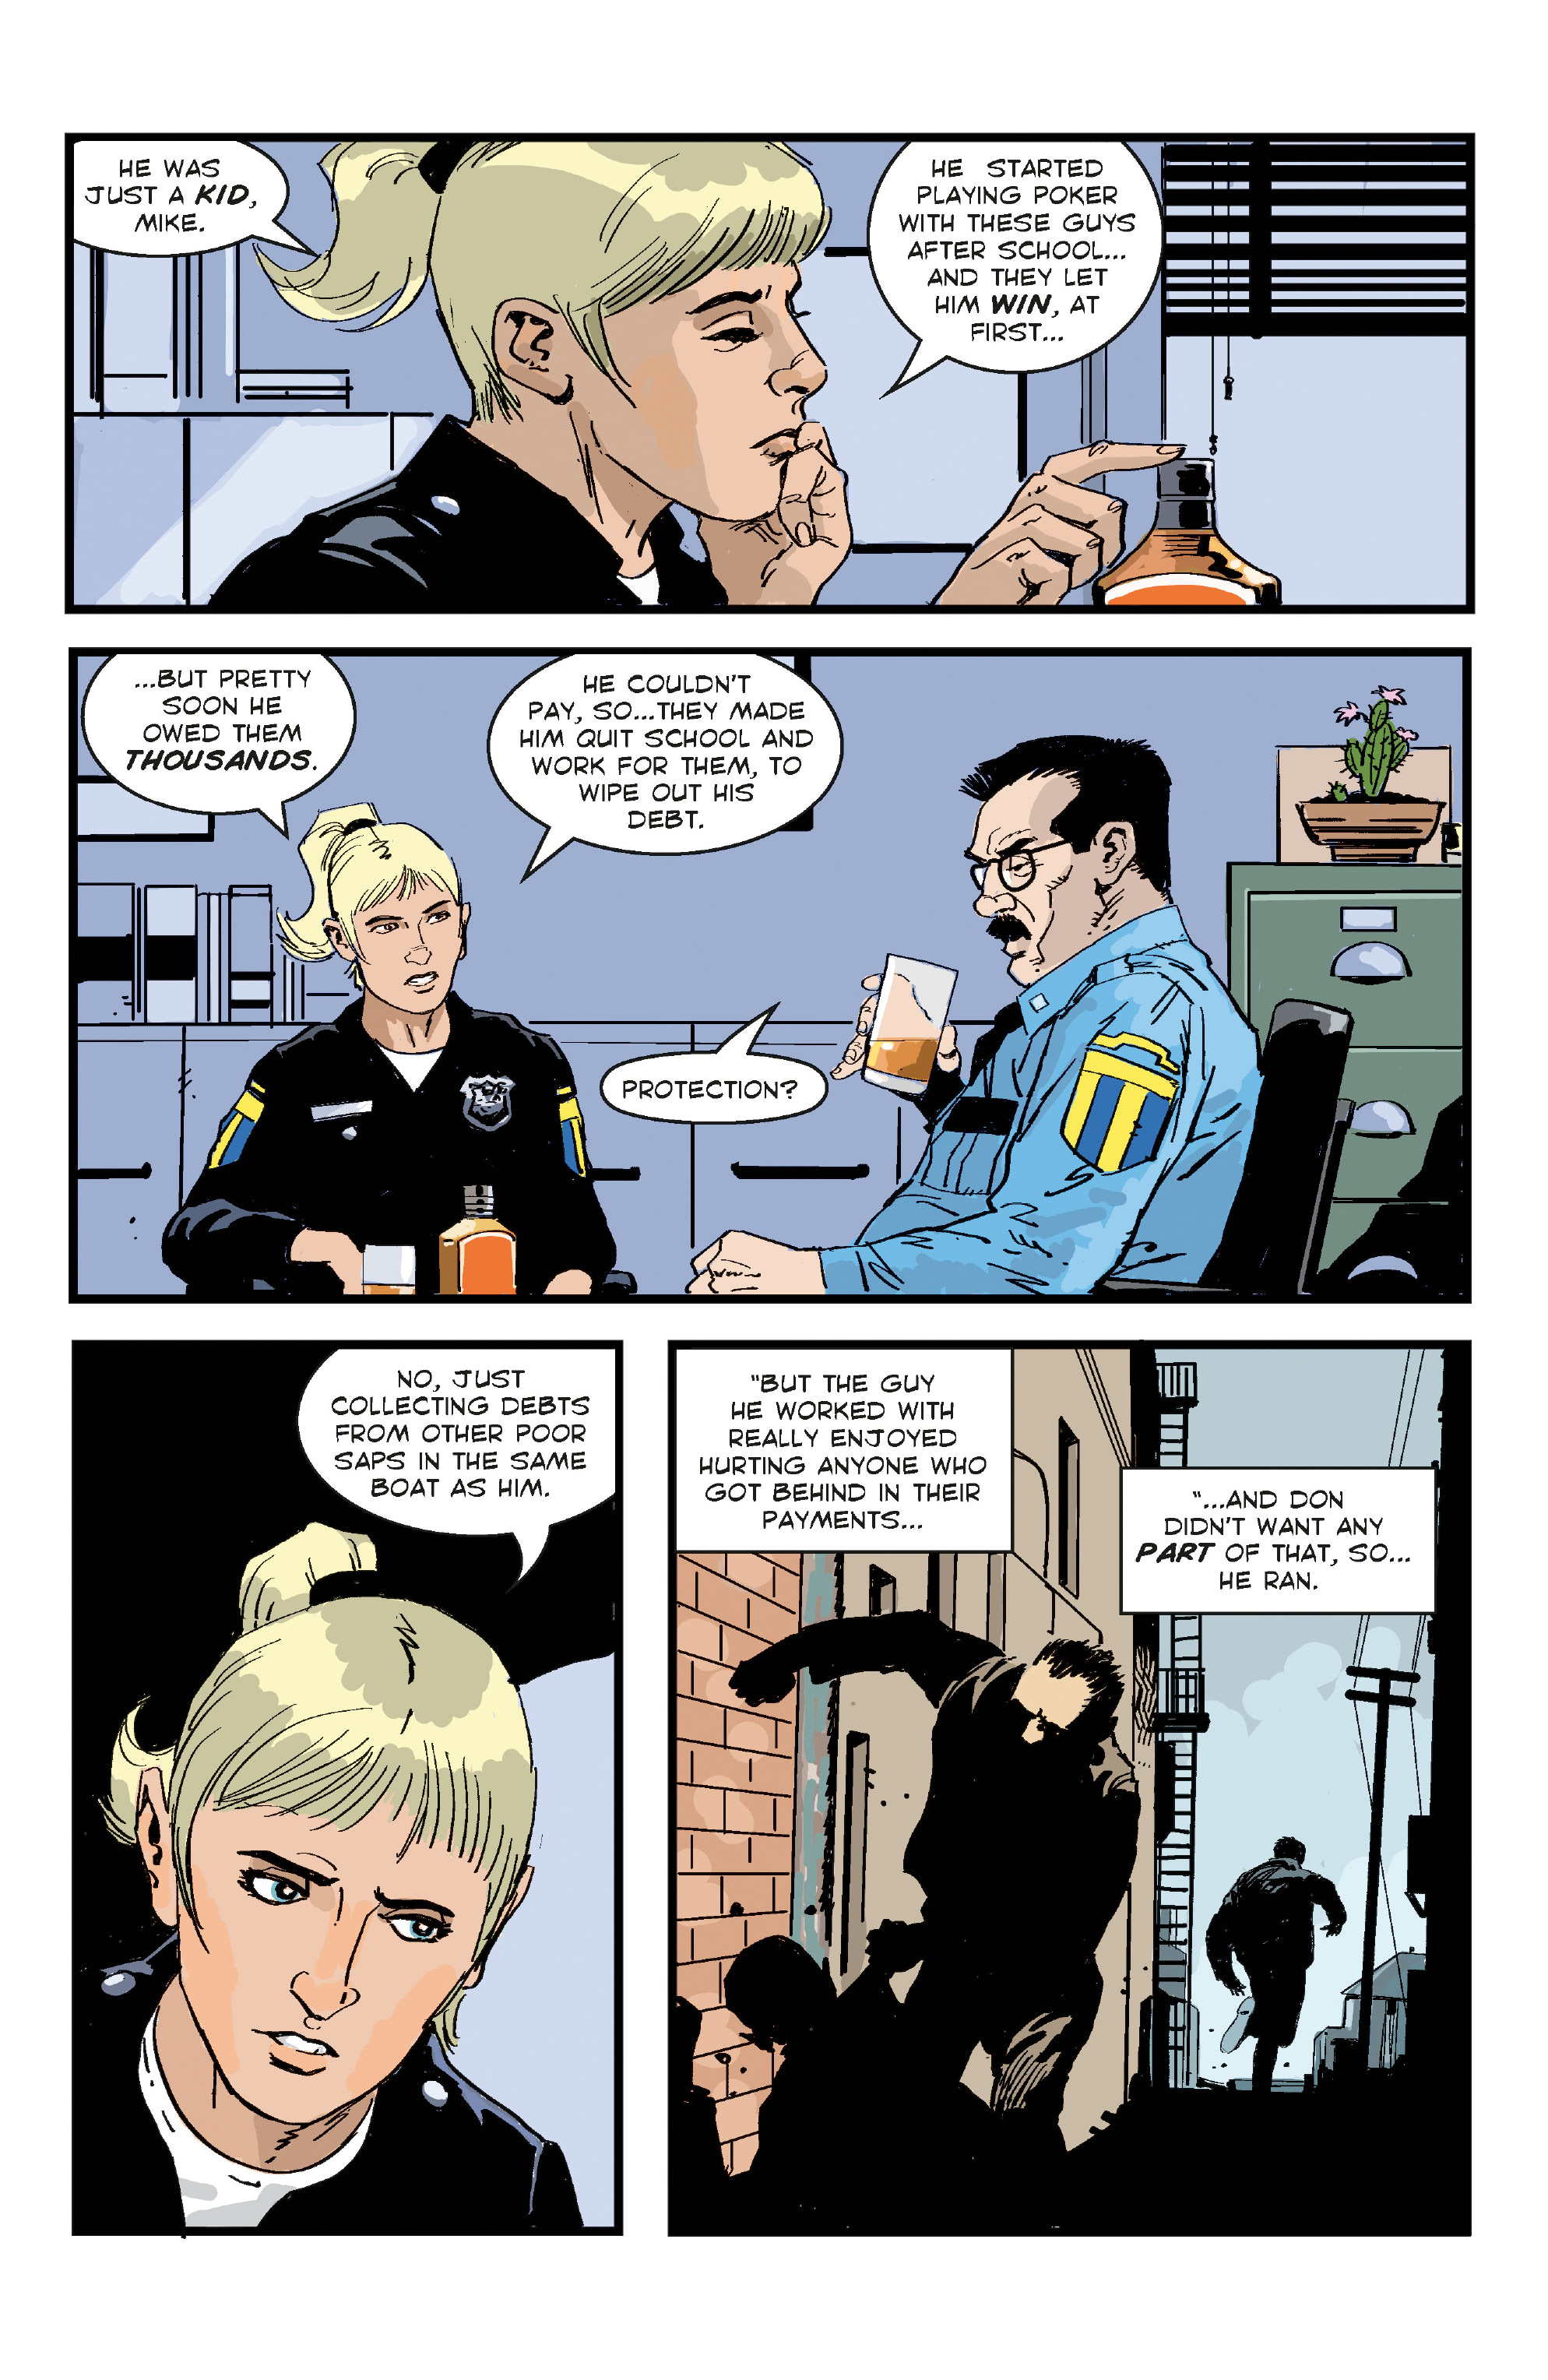 HE WAS
JUST A KID,
MIKE.
HE STARTED
PLAYING POKER
WITH THESE GUYS
AFTER SCHOOL...
AND THEY LET
HIM WIN, AT
FIRST...
...BUT PRETTY
SOON HE
OWED THEM
THOUSANDS.
HE COULDN'T
PAY, SO...THEY MADE
HIM QUIT SCHOOL AND
WORK FOR THEM, TO
WIPE OUT HIS
DEBT.
PROTECTION?
NO, JUST
COLLECTING DEBTS
FROM OTHER POOR
SAPS IN THE SAME
BOAT AS HIM.
"BUT THE GUY
HE WORKED WITH
REALLY ENJOYED
HURTING ANYONE WHO
GOT BEHIND IN THEIR
PAYMENTS...
"...AND DON
DIDN'T WANT ANY
PART OF THAT, SO...
HE RAN.